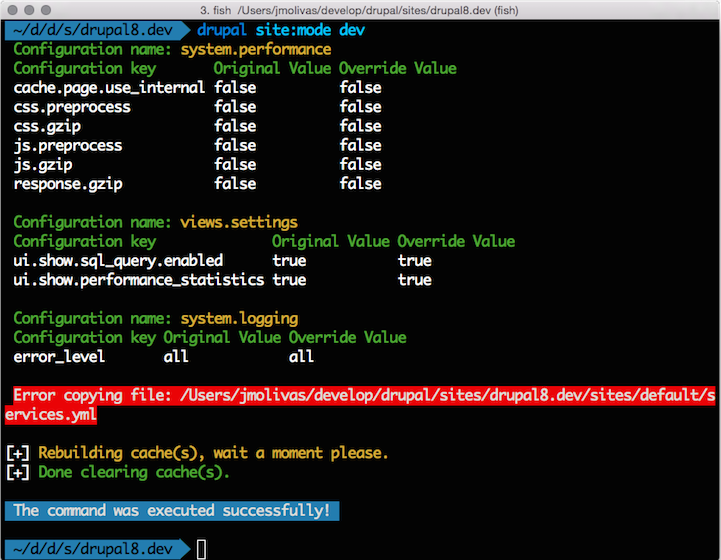 3. fish  /Users/jmolivas/develop/drupal/sites/drupal8.dev (fish)
~/d/d/s/drupal8.dev  drupal site:mode dev
Configuration name: system.performance
Configuration key       Original Value Override Value
cache.page.use_internal false          false
css.preprocess          false          false
css.gzip                false          false
js.preprocess           false          false
js.gzip                 false          false
response.gzip           false          false
Configuration name: views.settings
Configuration key              Original Value Override Value
ui.show.sql_query.enabled      true           true
ui.show.performance_statistics true           true
Configuration name: system.logging
Configuration key Original Value Override Value
error_level       all            all
Error copying file: /Users/jmolivas/develop/drupal/sites/drupal8.dev/sites/default/s
ervices.yml
[+] Rebuilding cache(s), wait a moment please.
[+] Done clearing cache(s).
The command was executed successfully!
~/d/d/s/drupal8.dev